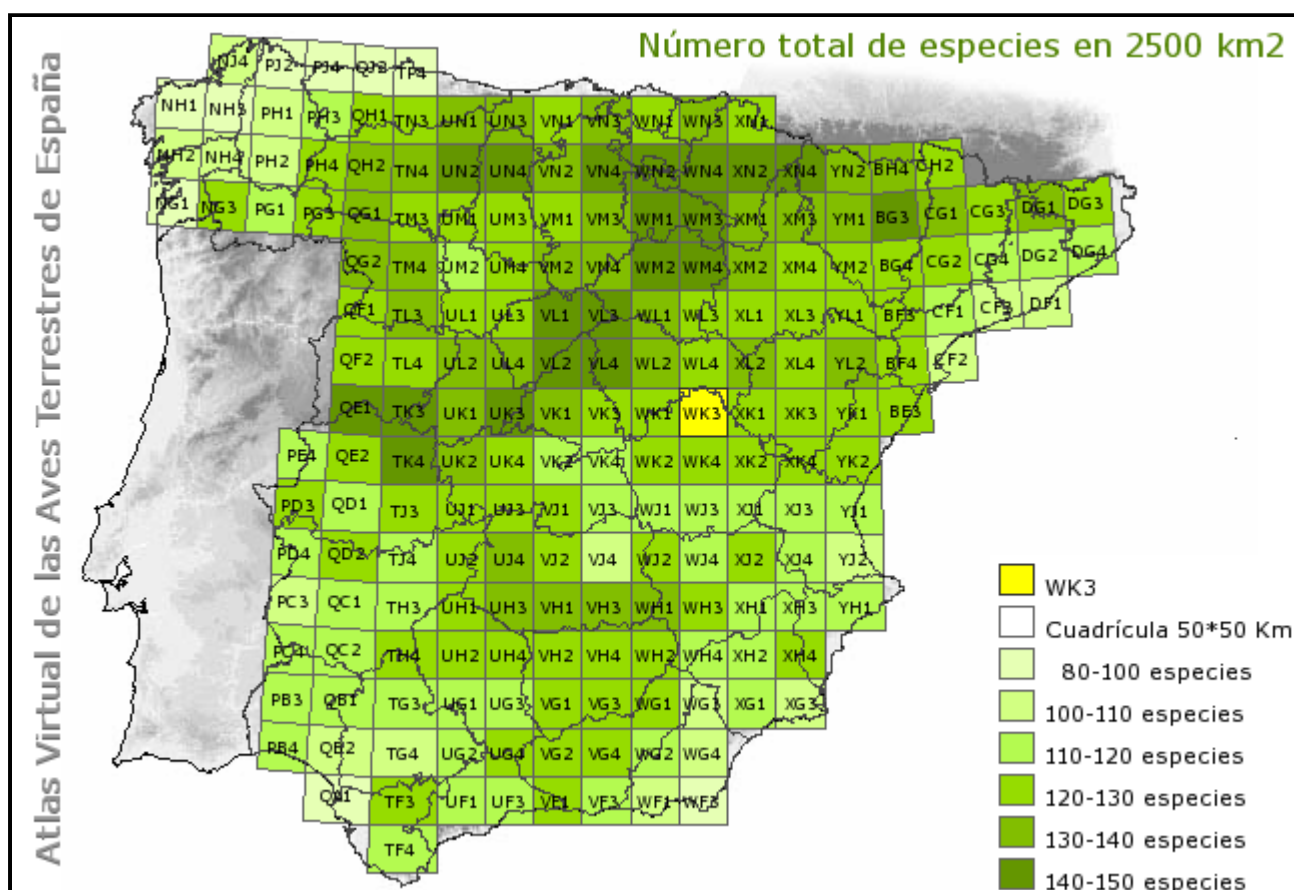 Número total de especies en 2500 km2
Atlas Virtual de las Aves Terrestres de España
NJ4 PJ2 PJ4 QJ2 TP4
NH1 NH3 PH1 PH3 QH1 TN3 UN1 UN3 VN1 VN3 WN1 WN3 XN1
NH2 NH4 PH2 PH4 QH2 TN4 UN2 UN4 VN2 VN4 WN2 WN4 XN2 XN4 YN2 BH4 CH2
NG1 NG3 PG1 PG3 QG1 TM3 UM1 UM3 VM1 VM3 WM1 WM3 XM1 XM3 YM1 BG3 CG1 CG3 DG1 DG3
QG2 TM4 UM2 UM4 VM2 VN4 WM2 WM4 XM2 XM4 YM2 BG4 CG2 CG4 DG2 DG4
QF1 TL3 UL1 UL3 VL1 VL3 WL1 WL3 XL1 XL3 YL1 BF3 CF1 CF3 DF1
QF2 TL4 UL2 UL4 VL2 VL4 WL2 WL4 XL2 XL4 YL2 BF4 CF2
QE1 TK3 UK1 UK3 VK1 VK3 WK1 WK3 XK1 XK3 YK1 BE3
PE4 QE2 TK4 UK2 UK4 VK2 VK4 WK2 WK4 XK2 XK4 YK2
PD3 QD1 TJ3 UJ1 UJ3 VJ1 VJ3 WJ1 WJ3 XJ1 XJ3 YJ1
PD4 QD2 TJ4 UJ2 UJ4 VJ2 VJ4 WJ2 WJ4 XJ2 XJ4 YJ2
PC3 QC1 TH3 UH1 UH3 VH1 VH3 WH1 WH3 XH1 XH3 YH1
PC4 QC2 TH4 UH2 UH4 VH2 VH4 WH2 WH4 XH2 XH4
PB3 QB1 TG3 UG1 UG3 VG1 VG3 WG1 WG3 XG1 XG3
PB4 QB2 TG4 UG2 UG4 VG2 VG4 WG2 WG4
TF3 UF1 UF3 VF1 VF3 WF1 WF3
TF4
WK3
Cuadrícula 50*50 Km
80-100 especies
100-110 especies
110-120 especies
120-130 especies
130-140 especies
140-150 especies